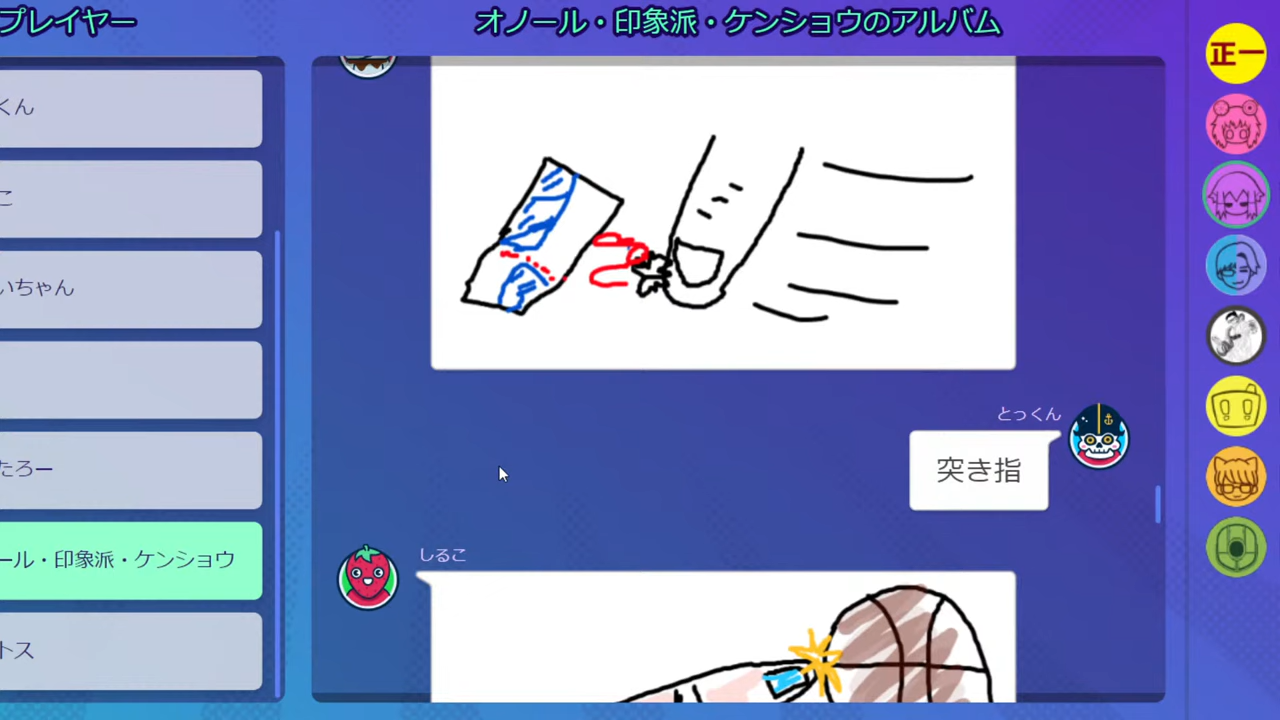 プレイヤー
オノール・印象派・ケンショウのアルバム
くん
こ
いちゃん
たろー
ール・印象派・ケンショウ
トス
とっくん
突き指
しるこ
正一